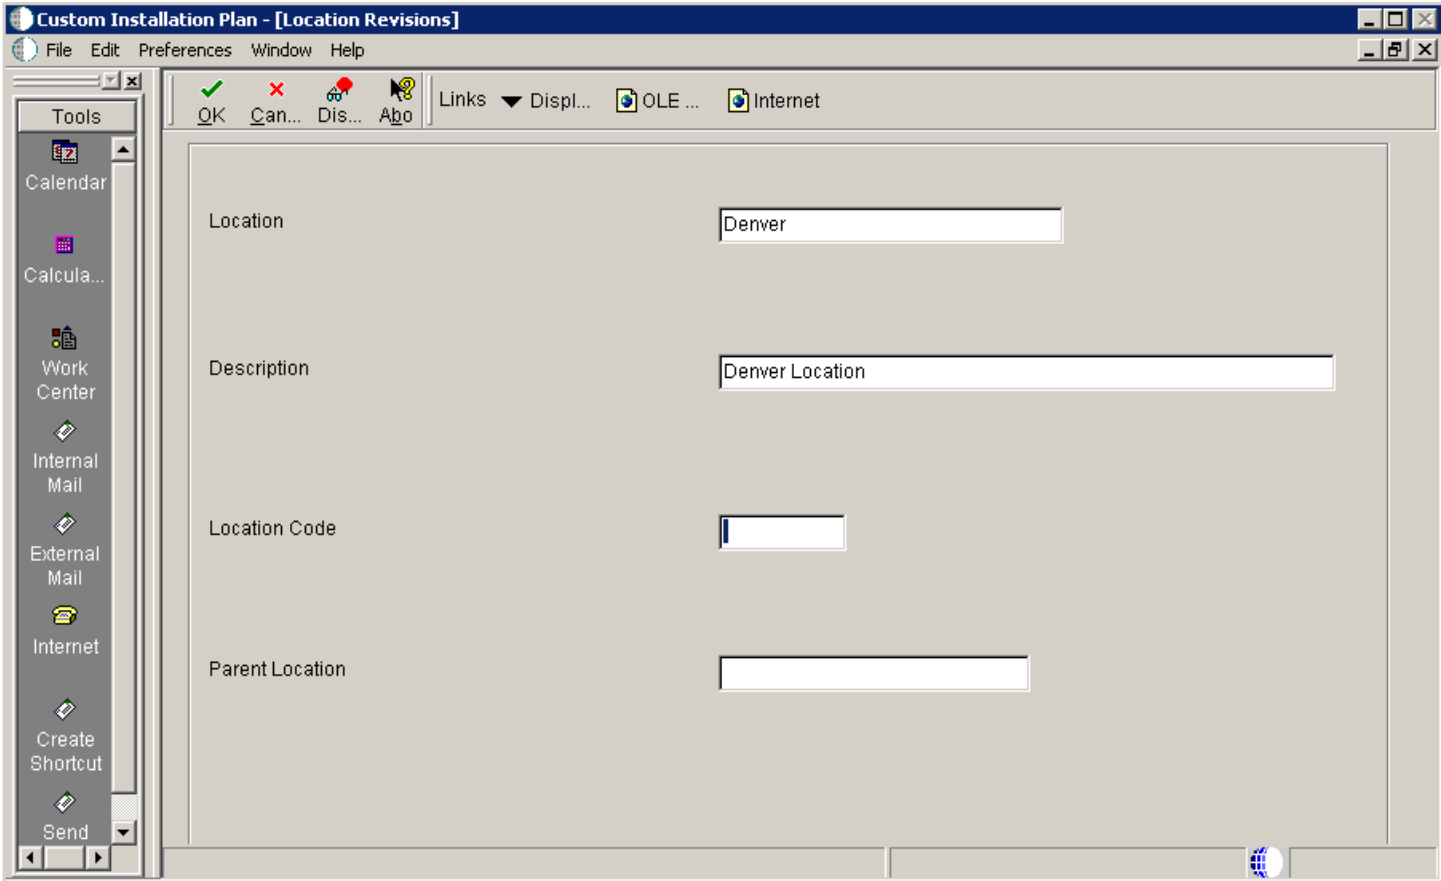 Custom Installation Plan - [Location Revisions]
File Edit Preferences Window Help
Tools
OK Can... Dis... Abo Links Displ... OLE ... Internet
Calendar
Calcula...
Work
Center
Internal
Mail
External
Mail
Internet
Create
Shortcut
Send
Location Denver
Description Denver Location
Location Code
Parent Location